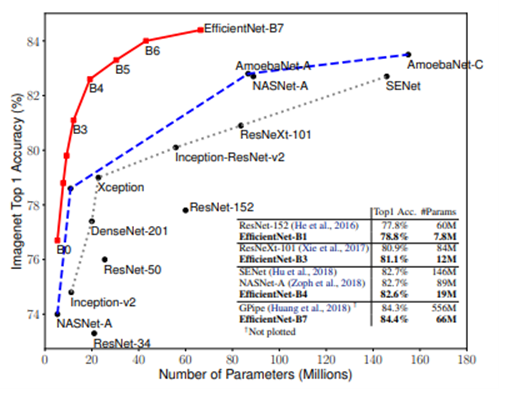 EfficientNet-B7
84
B6
AmoebaNet-A
AmoebaNet-C
B5
B4
NASNet-A
SENet
82
B3
ResNeXt-101
80
Inception-ResNet-v2
Xception
78
ResNet-152
DenseNet-201
B0
ResNet-50
76
Inception-v2
74
NASNet-A
ResNet-34
Imagenet Top 1 Accuracy (%)
Top1 Acc. #Params
ResNet-152 (He et al., 2016) 77.8% 60M
EfficientNet-B1 78.8% 7.8M
ResNeXt-101 (Xie et al., 2017) 80.9% 84M
EfficientNet-B3 81.1% 12M
SENet (Hu et al., 2018) 82.7% 146M
NASNet-A (Zoph et al., 2018) 82.7% 89M
EfficientNet-B4 82.6% 19M
GPipe (Huang et al., 2018) † 84.3% 556M
EfficientNet-B7 84.4% 66M
†Not plotted
0 20 40 60 80 100 120 140 160 180
Number of Parameters (Millions)